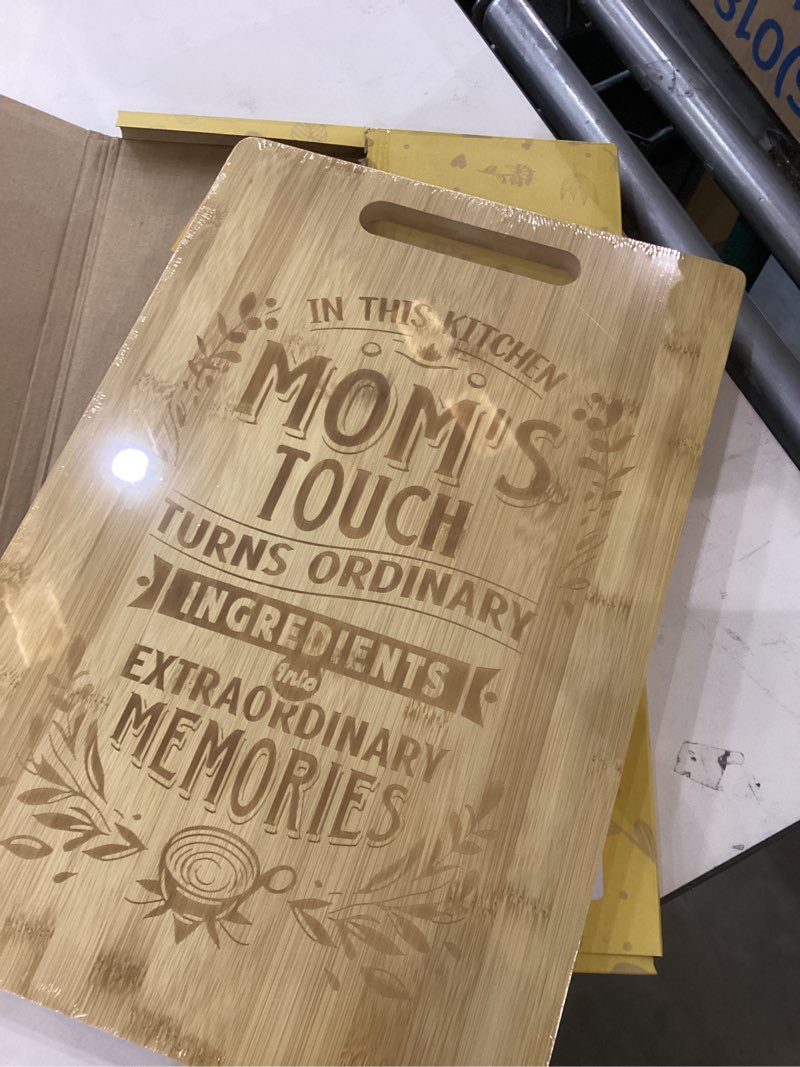 IN THIS KITCHEN
MOM'S
TOUCH
TURNS ORDINARY
INGREDIENTS
into
EXTRAORDINARY
MEMORIES